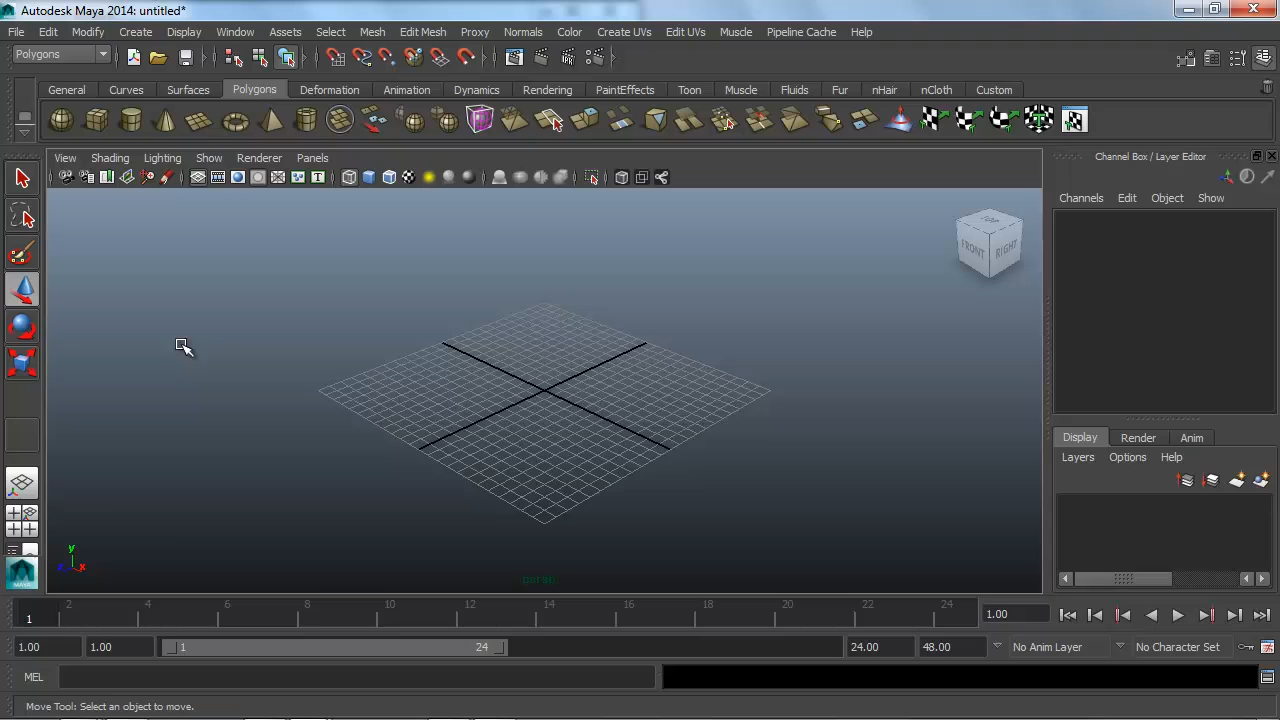 Autodesk Maya 2014: untitled*
File Edit Modify Create Display Window Assets Select Mesh Edit Mesh Proxy Normals Color Create UVs Edit UVs Muscle Pipeline Cache Help
Polygons
General Curves Surfaces Polygons Deformation Animation Dynamics Rendering PaintEffects Toon Muscle Fluids Fur nHair nCloth Custom
View Shading Lighting Show Renderer Panels
Channel Box / Layer Editor
Channels Edit Object Show
TOP
FRONT RIGHT
Display Render Anim
Layers Options Help
y
z x
persp
MAYA
1 2 4 6 8 10 12 14 16 18 20 22 24 1.00
1.00 1.00 1 24 24.00 48.00 No Anim Layer No Character Set
MEL
Move Tool: Select an object to move.